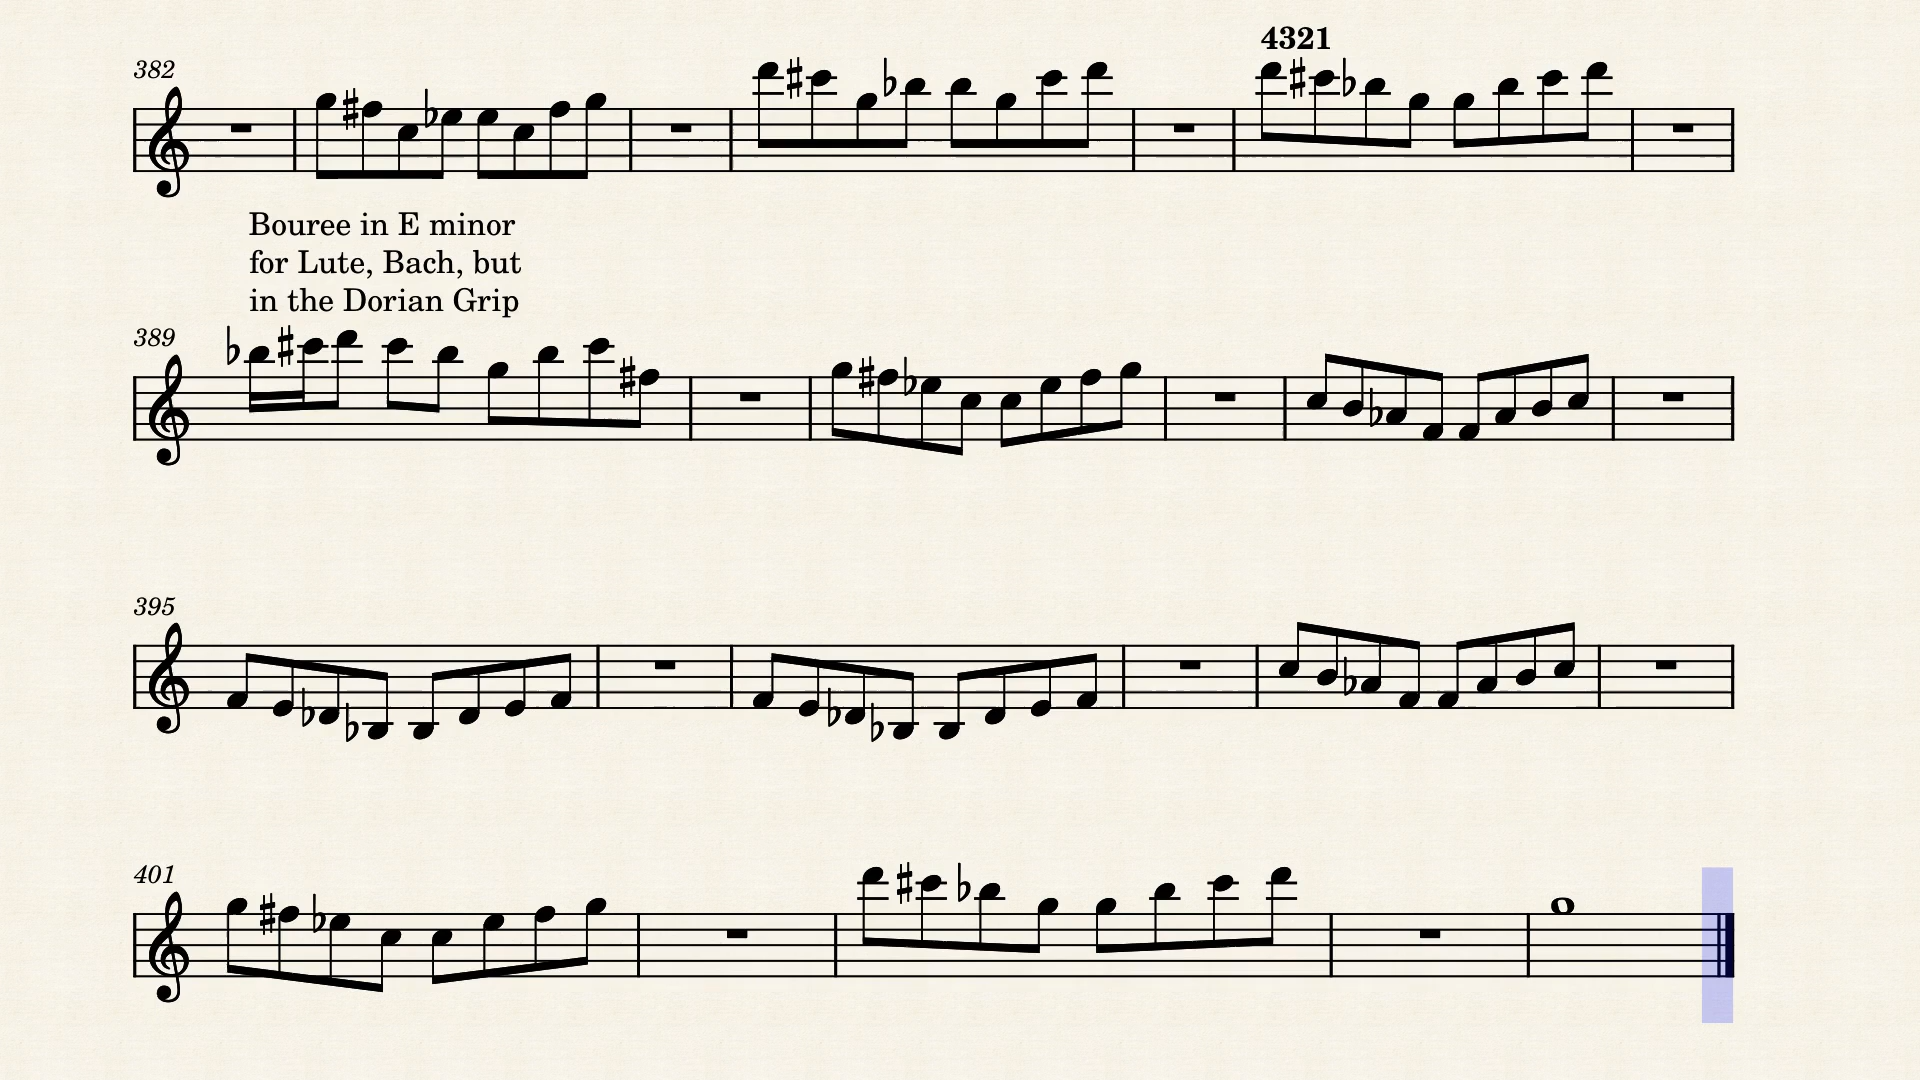 382
4321
Bouree in E minor
for Lute, Bach, but
in the Dorian Grip
389
395
401